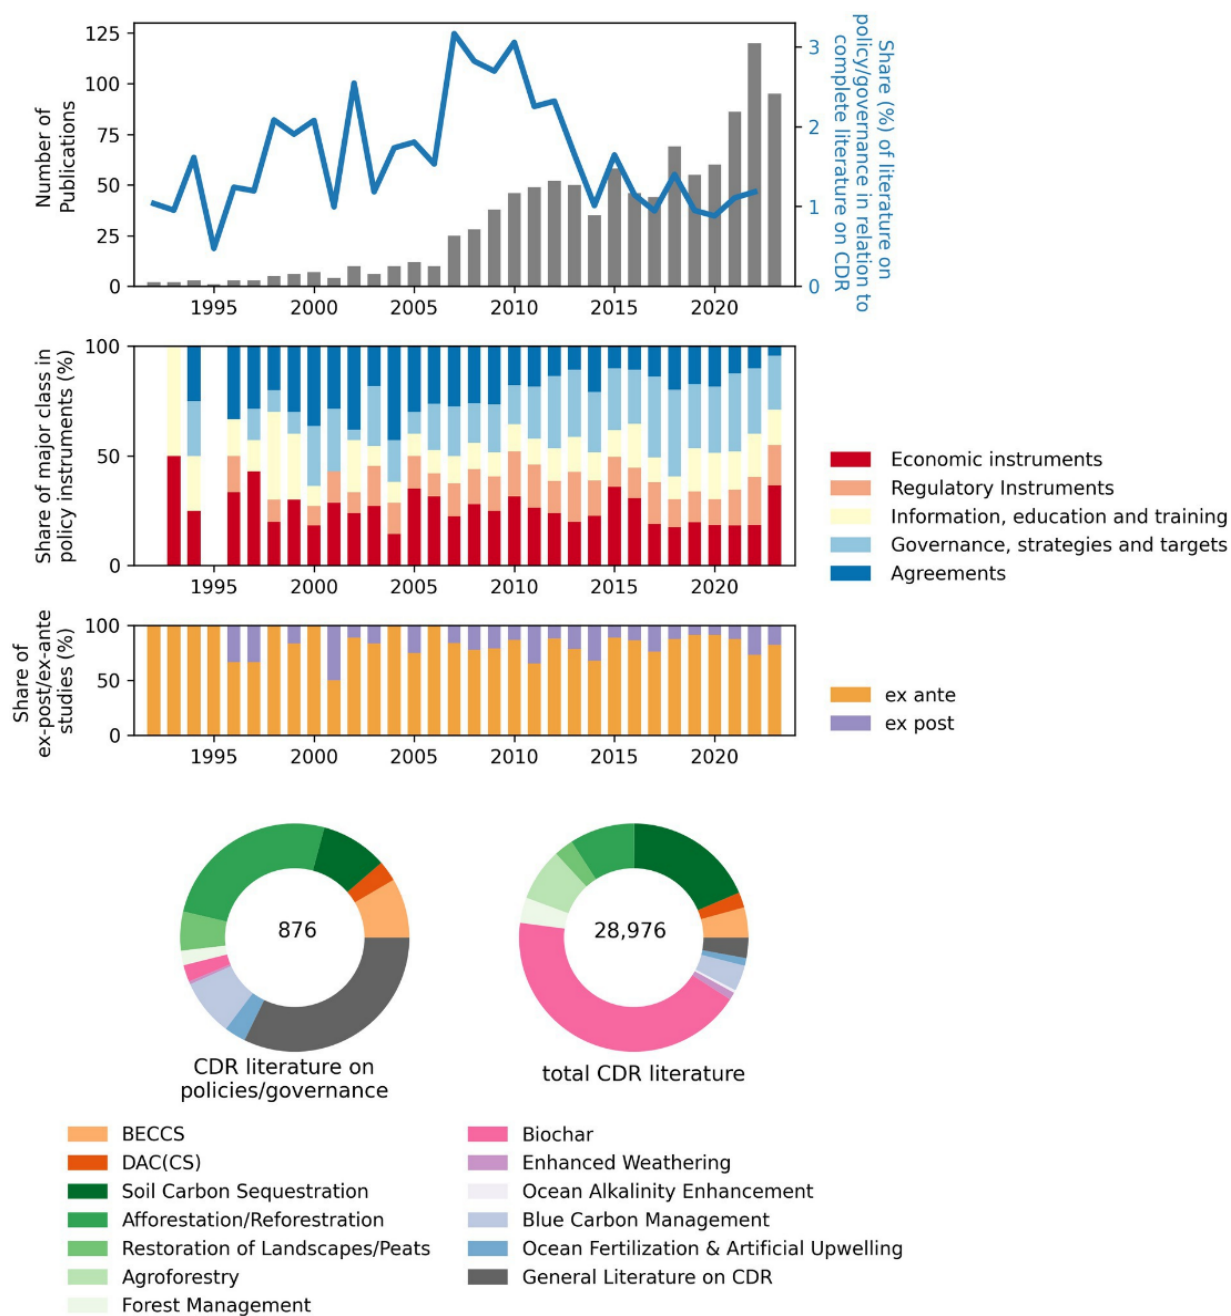 125
100
75
50
25
0
Number of
Publications
3
2
1
0
Share (%) of literature on
policy/governance in relation to
complete literature on CDR
1995
2000
2005
2010
2015
2020
100
50
0
Share of major class in
policy instruments (%)
1995
2000
2005
2010
2015
2020
Economic instruments
Regulatory Instruments
Information, education and training
Governance, strategies and targets
Agreements
100
50
0
Share of
ex-post/ex-ante
studies (%)
1995
2000
2005
2010
2015
2020
ex ante
ex post
876
28,976
CDR literature on
policies/governance
total CDR literature
BECCS
DAC(CS)
Soil Carbon Sequestration
Afforestation/Reforestration
Restoration of Landscapes/Peats
Agroforestry
Forest Management
Biochar
Enhanced Weathering
Ocean Alkalinity Enhancement
Blue Carbon Management
Ocean Fertilization & Artificial Upwelling
General Literature on CDR